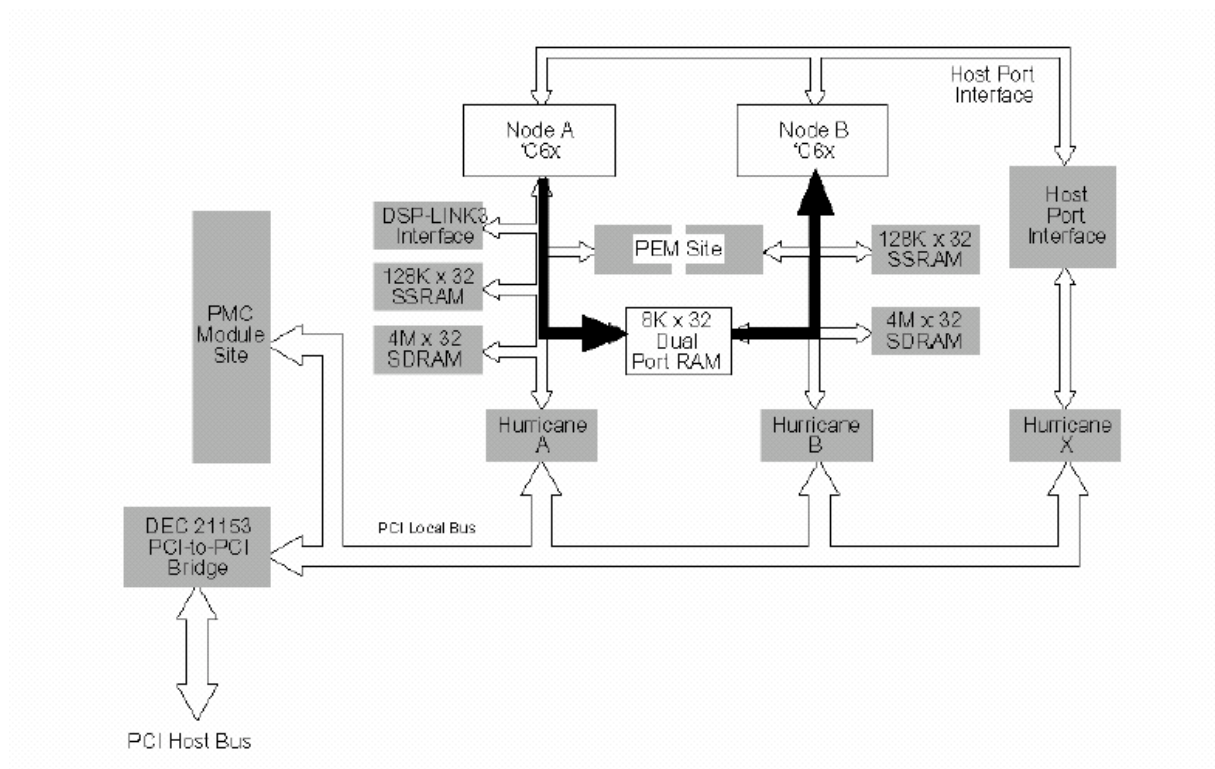 Host Port
Interface
Node A
'C6x
Node B
'C6x
Host
Port
Interface
DSP-LINK3
Interface
PEM Site
128K x 32
SSRAM
128K x 32
SSRAM
PMC
Module
Site
8K x 32
Dual
Port RAM
4M x 32
SDRAM
4M x 32
SDRAM
Hurricane
A
Hurricane
B
Hurricane
X
PCI Local Bus
DEC 21153
PCI-to-PCI
Bridge
PCI Host Bus